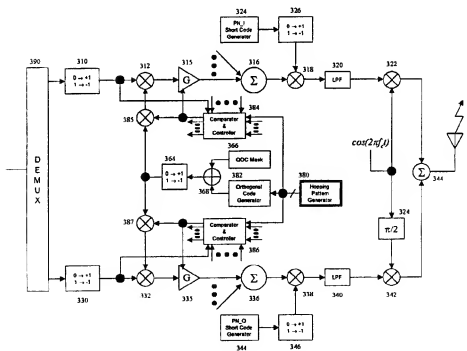 324
326
PN_I
Short Code
Generator
0 → +1
1 → -1
390
310
312
315
316
318
320
322
0 → +1
1 → -1
G
Σ
LPF
385
Comparator
&
Controller
384
366
QOC Mask
364
0 → +1
1 → -1
368
382
Orthogonal
Code
Generator
380
Hopping
Pattern
Generator
cos(2πf_ct)
Σ
344
DEMUX
387
Comparator
&
Controller
386
324
π/2
0 → +1
1 → -1
G
Σ
LPF
330
332
335
336
338
340
342
PN_Q
Short Code
Generator
0 → +1
1 → -1
344
346